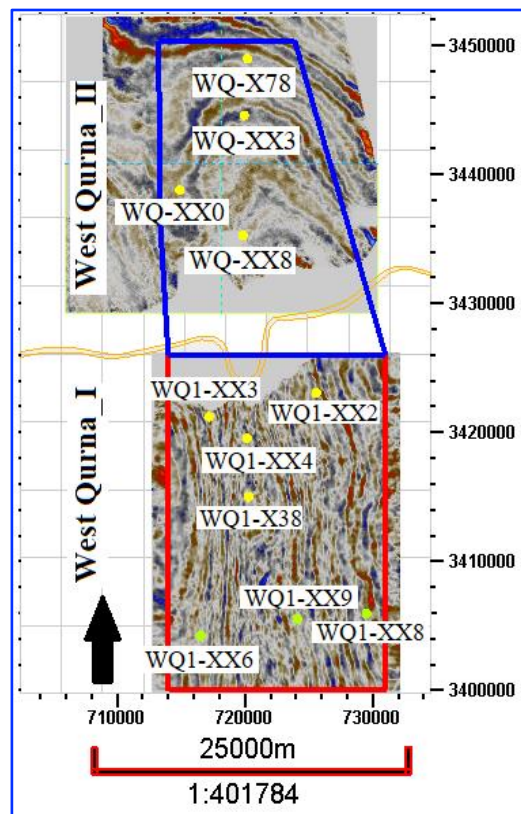 3450000
WQ-X78
WQ-XX3
3440000
WQ-XX0
WQ-XX8
West Qurna_II
3430000
WQ1-XX3
WQ1-XX2
3420000
WQ1-XX4
WQ1-X38
West Qurna_I
3410000
WQ1-XX9
WQ1-XX8
WQ1-XX6
3400000
710000 720000 730000
25000m
1:401784